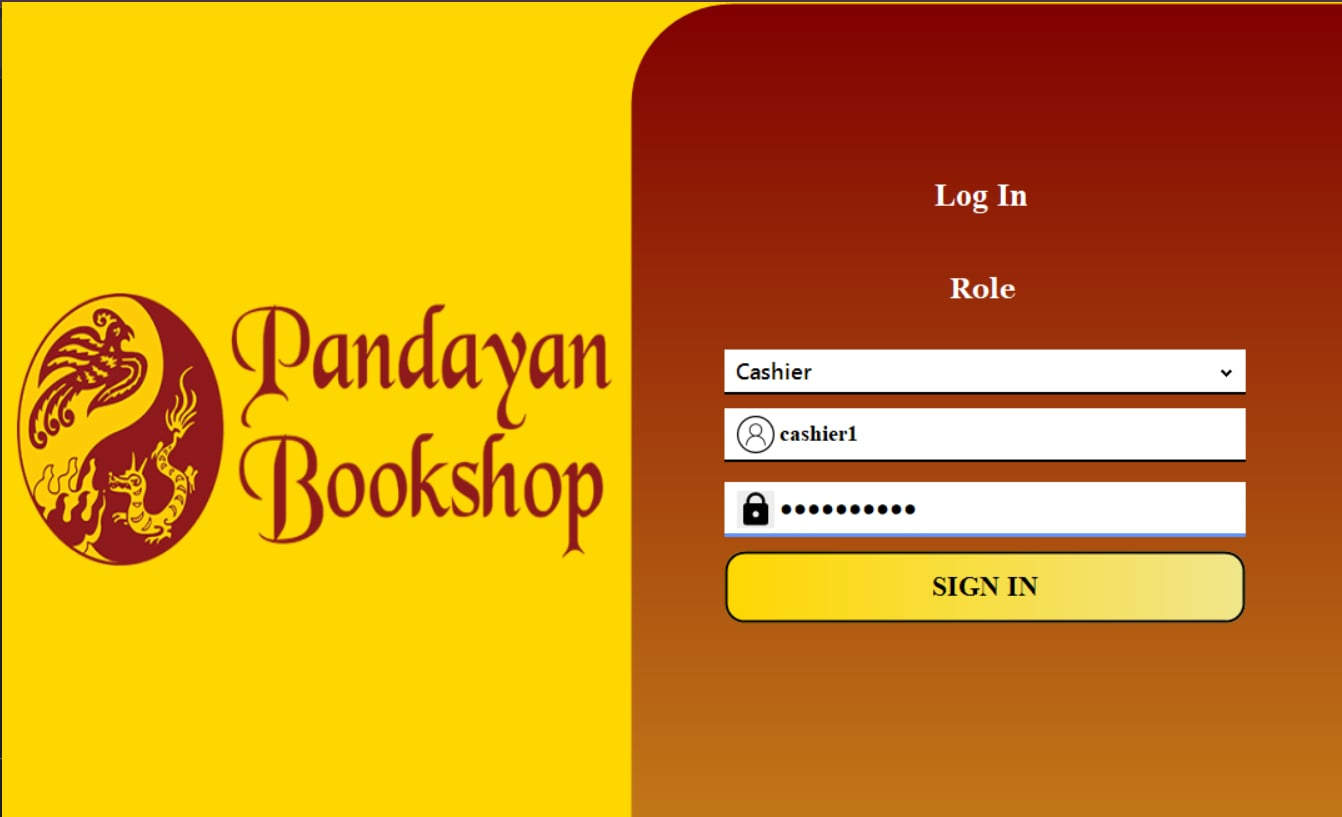 Pandayan
Bookshop
Log In
Role
Cashier
cashier1
••••••••••
SIGN IN